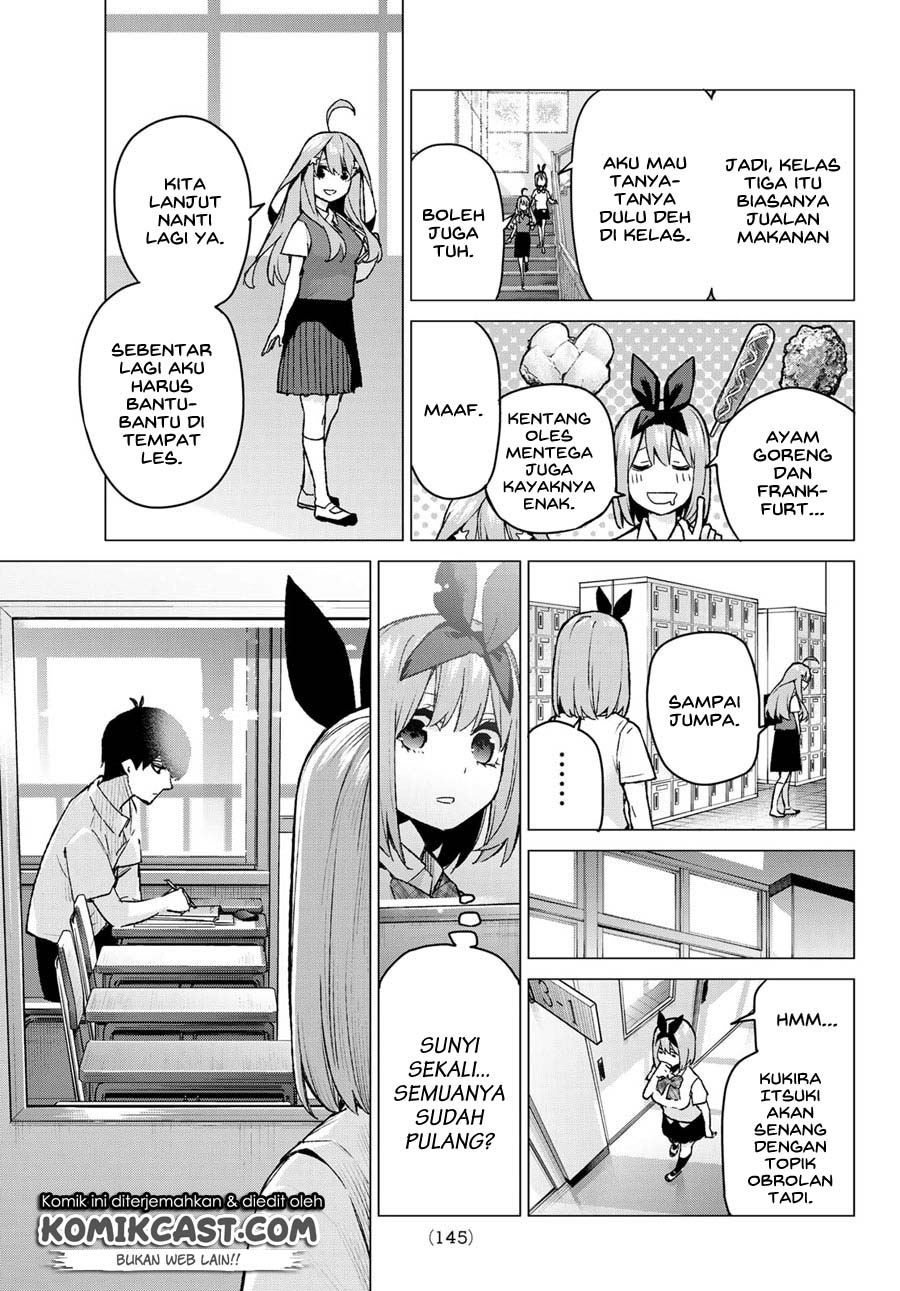 JADI, KELAS
TIGA ITU
BIASANYA
JUALAN
MAKANAN
AKU MAU
TANYA-
TANYA
DULU DEH
DI KELAS.
BOLEH
JUGA
TUH.
AYAM
GORENG
DAN
FRANK-
FURT...
KENTANG
OLES
MENTEGA
JUGA
KAYAKNYA
ENAK.
MAAF.
KITA
LANJUT
NANTI
LAGI YA.
SEBENTAR
LAGI AKU
HARUS
BANTU-
BANTU DI
TEMPAT
LES.
SAMPAI
JUMPA.
......
3-1
HMM...
KUKIRA
ITSUKI
AKAN
SENANG
DENGAN
TOPIK
OBROLAN
TADI.
SUNYI
SEKALI...
SEMUANYA
SUDAH
PULANG?
Komik ini diterjemahkan & diedit oleh
KOMIKCAST.COM
BUKAN WEB LAIN!!
(145)